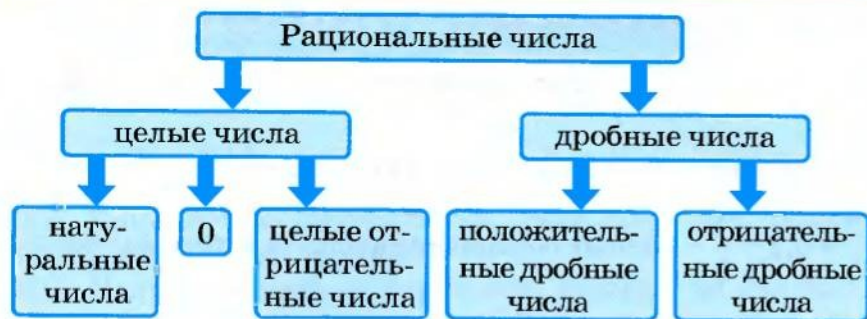 Рациональные числа
целые числа
дробные числа
нату-
ральные
числа
0
целые от-
рицатель-
ные числа
положитель-
ные дробные
числа
отрицатель-
ные дробные
числа